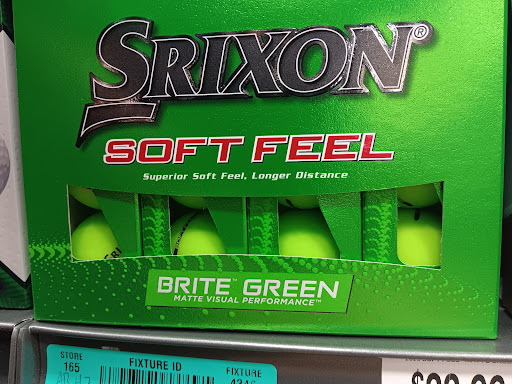 SRIXON®
SOFT FEEL
Superior Soft Feel, Longer Distance
BRITE™ GREEN
MATTE VISUAL PERFORMANCE™
STORE
165
FIXTURE ID
FIXTURE